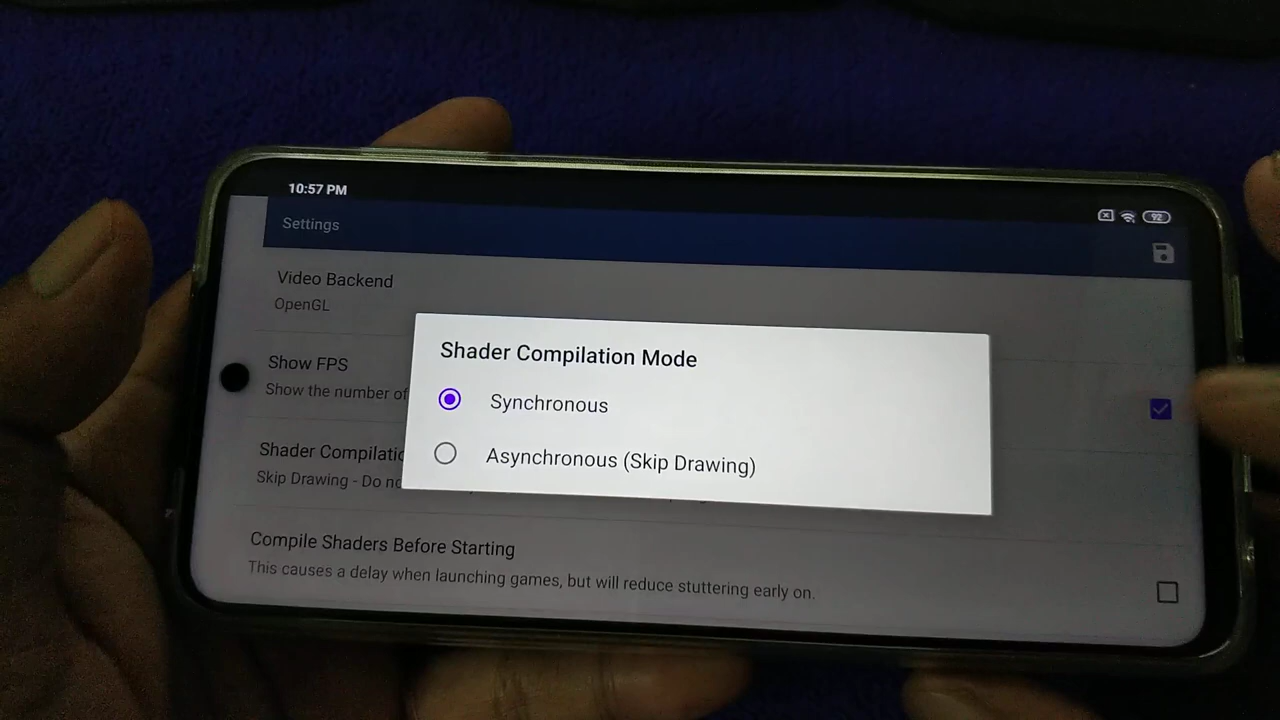 10:57 PM
92
Settings
Video Backend
OpenGL
Show FPS
Show the number of
Shader Compilation Mode
Synchronous
Asynchronous (Skip Drawing)
Shader Compilatio
Skip Drawing - Do no
Compile Shaders Before Starting
This causes a delay when launching games, but will reduce stuttering early on.